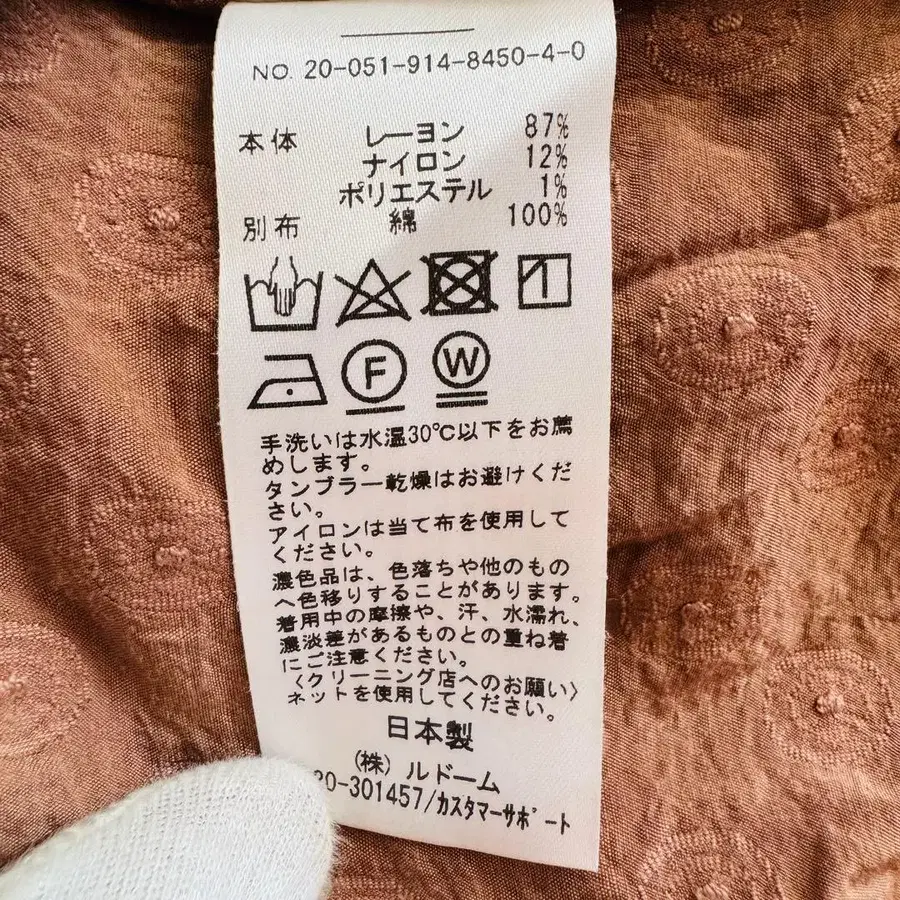 NO. 20-051-914-8450-4-0
本体 レーヨン 87%
ナイロン 12%
ポリエステル 1%
別布 綿 100%
F W
手洗いは水温30℃以下をお薦
めします。
タンブラー乾燥はお避けくだ
さい。
アイロンは当て布を使用して
ください。
濃色品は、色落ちや他のもの
へ色移りすることがあります。
着用中の摩擦や、汗、水濡れ、
濃淡差があるものとの重ね着
にご注意ください。
〈クリーニング店へのお願い〉
ネットを使用してください。
日本製
(株) ルドーム
20-301457/カスタマーサポート